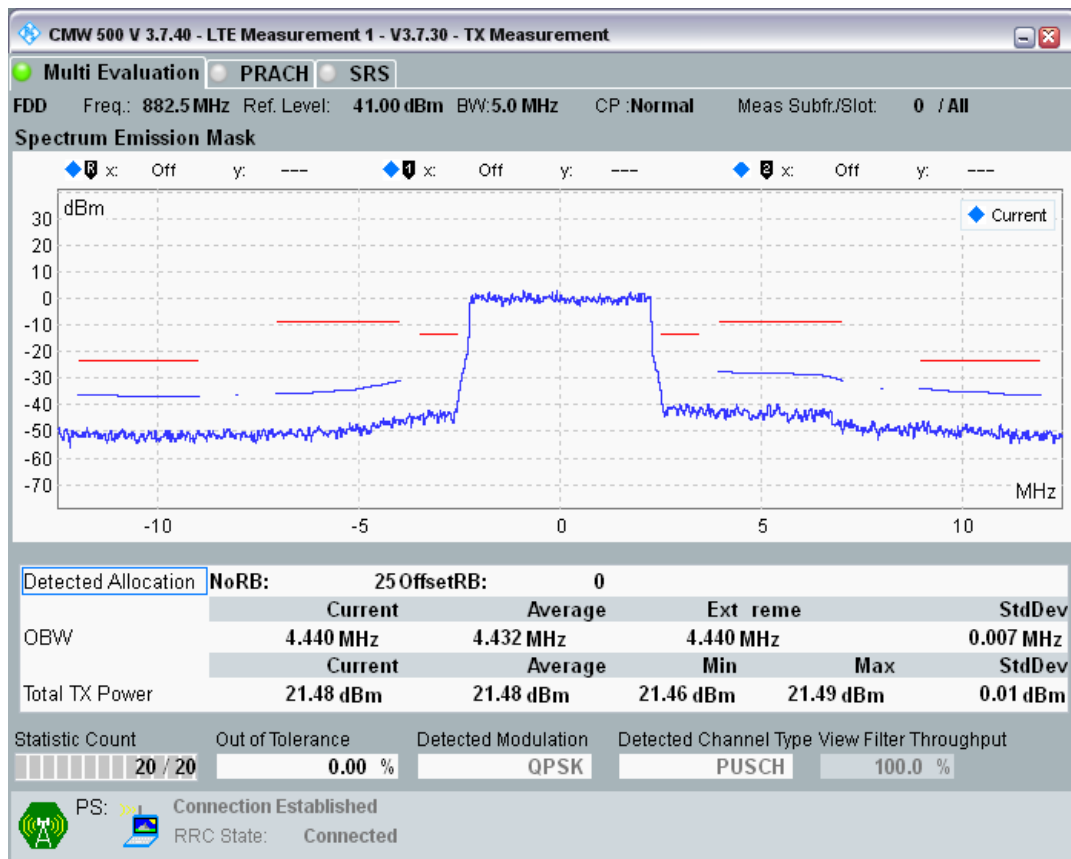 CMW 500 V 3.7.40 - LTE Measurement 1 - V3.7.30 - TX Measurement
Multi Evaluation PRACH SRS
FDD Freq.: 882.5 MHz Ref. Level: 41.00 dBm BW:5.0 MHz CP :Normal Meas Subfr./Slot: 0 / All
Spectrum Emission Mask
R x: Off y: --- 1 x: Off y: --- 2 x: Off y: ---
dBm
Current
30
20
10
0
-10
-20
-30
-40
-50
-60
-70
MHz
-10 -5 0 5 10
Detected Allocation NoRB: 25 OffsetRB: 0
Current Average Ext reme StdDev
OBW 4.440 MHz 4.432 MHz 4.440 MHz 0.007 MHz
Current Average Min Max StdDev
Total TX Power 21.48 dBm 21.48 dBm 21.46 dBm 21.49 dBm 0.01 dBm
Statistic Count Out of Tolerance Detected Modulation Detected Channel Type View Filter Throughput
20 / 20 0.00 % QPSK PUSCH 100.0 %
PS: Connection Established
RRC State: Connected